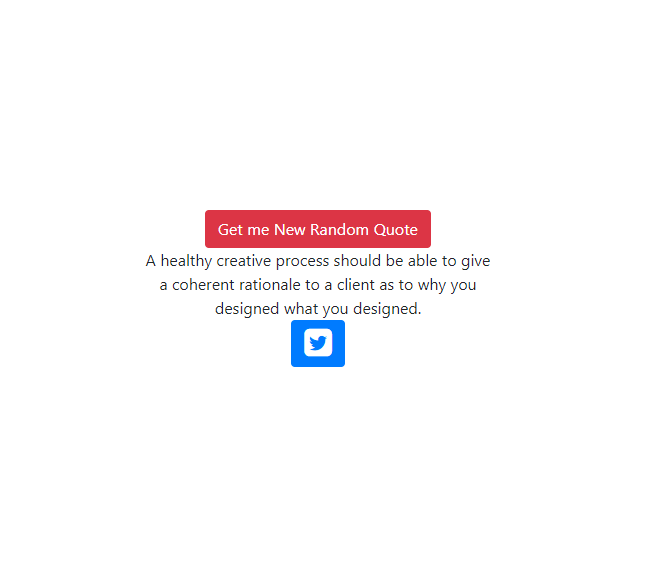 Get me New Random Quote
A healthy creative process should be able to give
a coherent rationale to a client as to why you
designed what you designed.